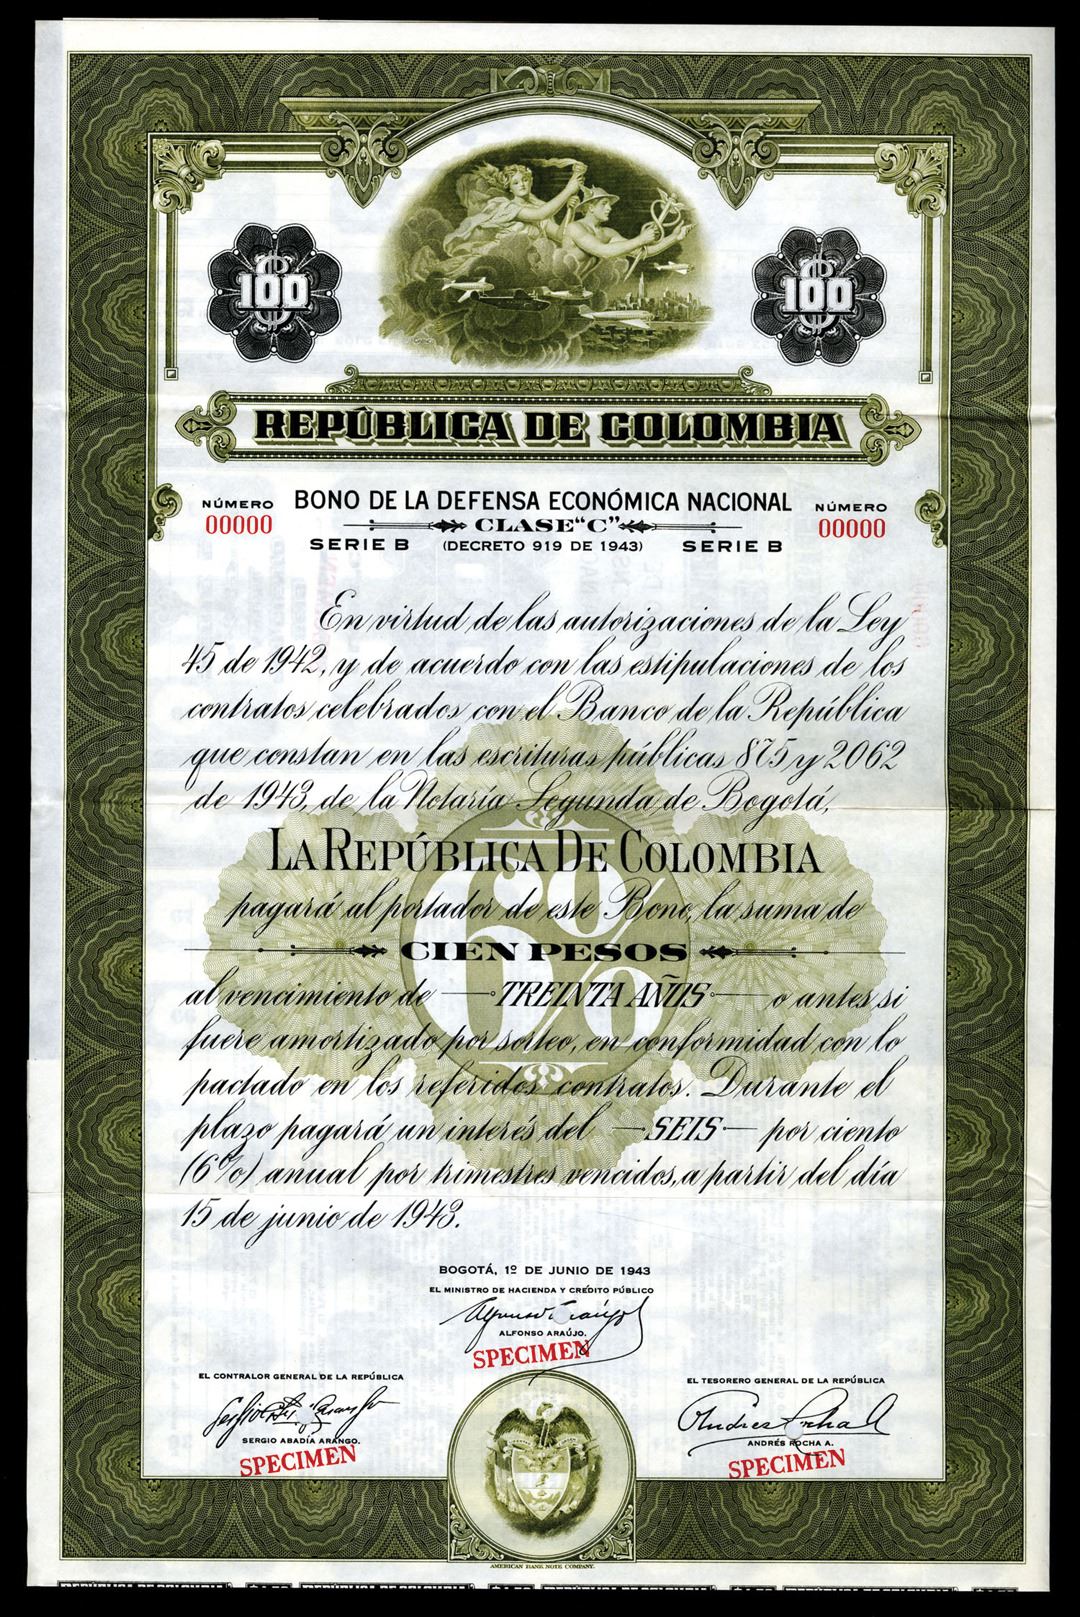 100
100
REPÚBLICA DE COLOMBIA
NÚMERO
00000
BONO DE LA DEFENSA ECONÓMICA NACIONAL
NÚMERO
00000
CLASE "C"
SERIE B (DECRETO 919 DE 1943) SERIE B
En virtud de las autorizaciones de la Ley
45 de 1942, y de acuerdo con las estipulaciones de los
contratos celebrados con el Banco de la República
que constan en las escrituras públicas 875 y 2062
de 1943, de la Notaría Segunda de Bogotá,
LA REPÚBLICA DE COLOMBIA
pagará al portador de este Bono, la suma de
CIEN PESOS
6%
al vencimiento de — TREINTA AÑOS — o antes si
fuere amortizado por sorteo, en conformidad con lo
pactado en los referidos contratos. Durante el
plazo pagará un interés del — SEIS — por ciento
(6%) anual por trimestres vencidos, a partir del día
15 de junio de 1943.
BOGOTÁ, 1º DE JUNIO DE 1943
EL MINISTRO DE HACIENDA Y CRÉDITO PÚBLICO
ALFONSO ARAÚJO.
SPECIMEN
EL CONTRALOR GENERAL DE LA REPÚBLICA
SERGIO ABADÍA ARANGO.
SPECIMEN
EL TESORERO GENERAL DE LA REPÚBLICA
Andrés Rocha A
ANDRÉS ROCHA A.
SPECIMEN
AMERICAN BANK NOTE COMPANY.